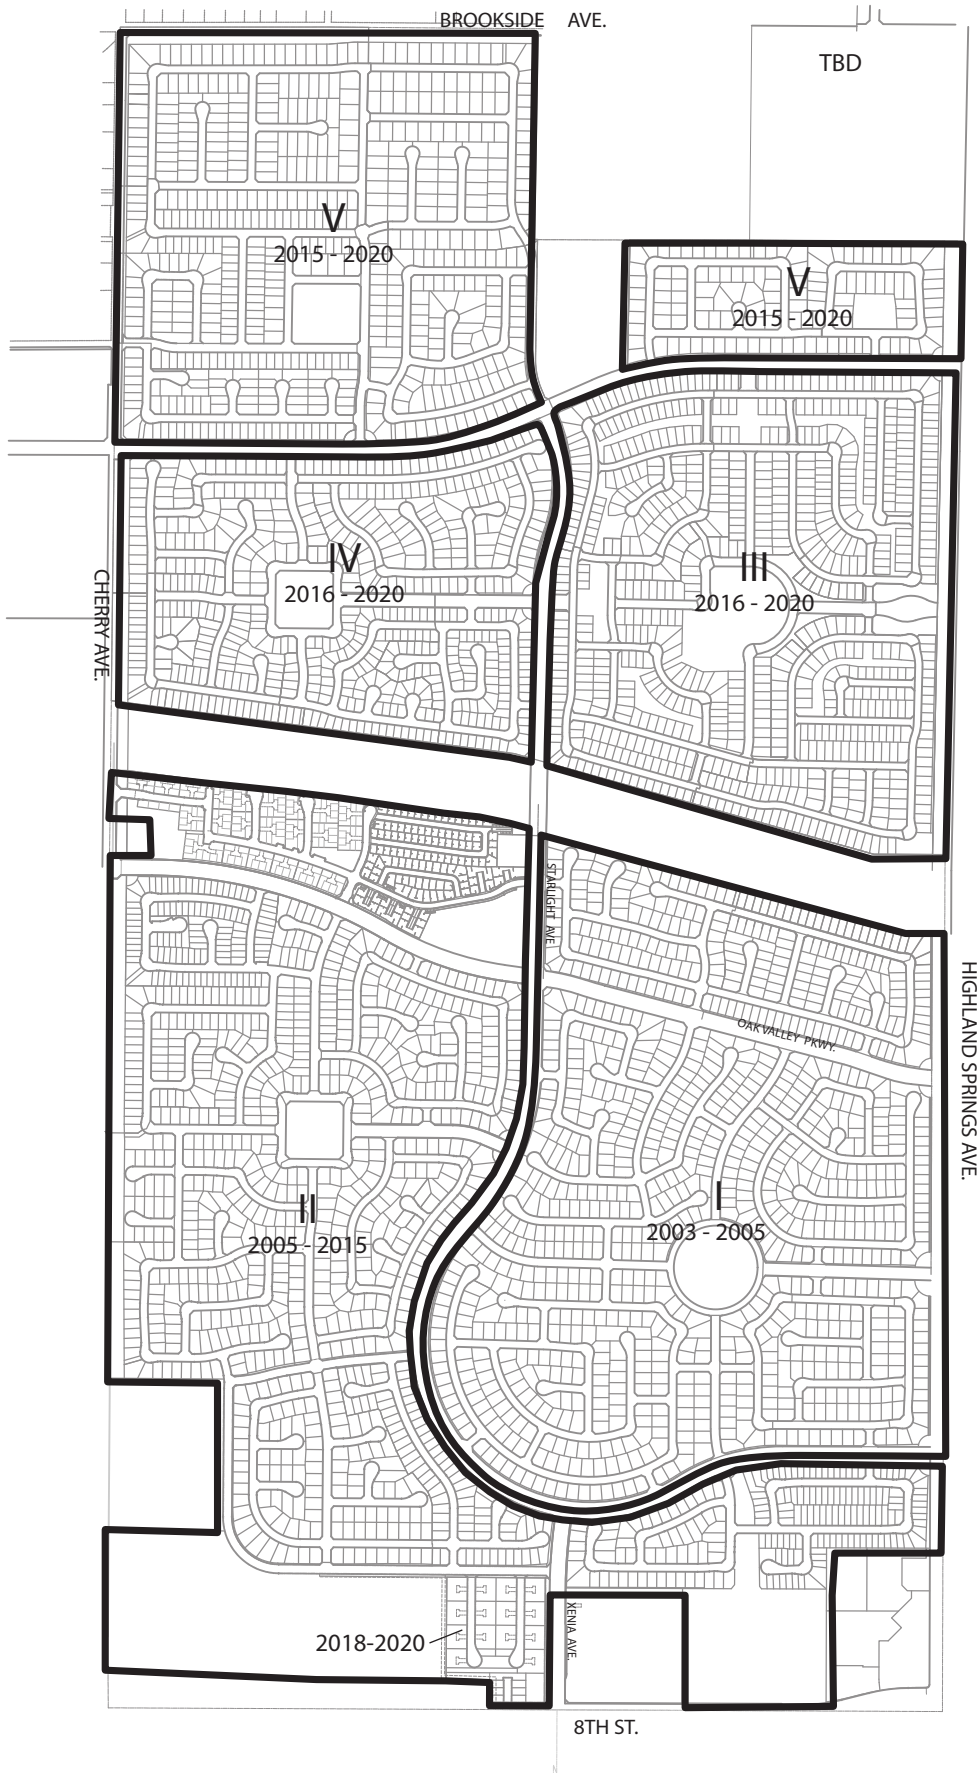 BROOKSIDE AVE.
TBD
V
2015 - 2020
V
2015 - 2020
IV
2016 - 2020
III
2016 - 2020
CHERRY AVE.
STARLIGHT AVE
OAK VALLEY PKWY.
HIGHLAND SPRINGS AVE.
II
2005 - 2015
I
2003 - 2005
2018-2020
XENIA AVE.
8TH ST.
N